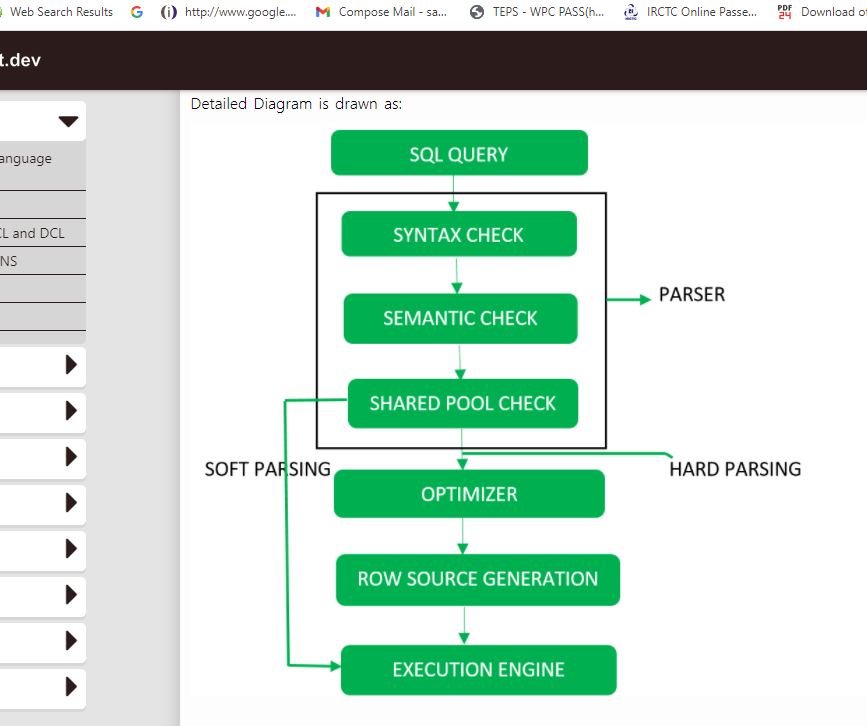 Web Search Results
http://www.google....
Compose Mail - sa...
TEPS - WPC PASS(h...
IRCTC Online Passe...
PDF
24
Download of
t.dev
Detailed Diagram is drawn as:
anguage
CL and DCL
NS
SQL QUERY
SYNTAX CHECK
SEMANTIC CHECK
PARSER
SHARED POOL CHECK
SOFT PARSING
HARD PARSING
OPTIMIZER
ROW SOURCE GENERATION
EXECUTION ENGINE